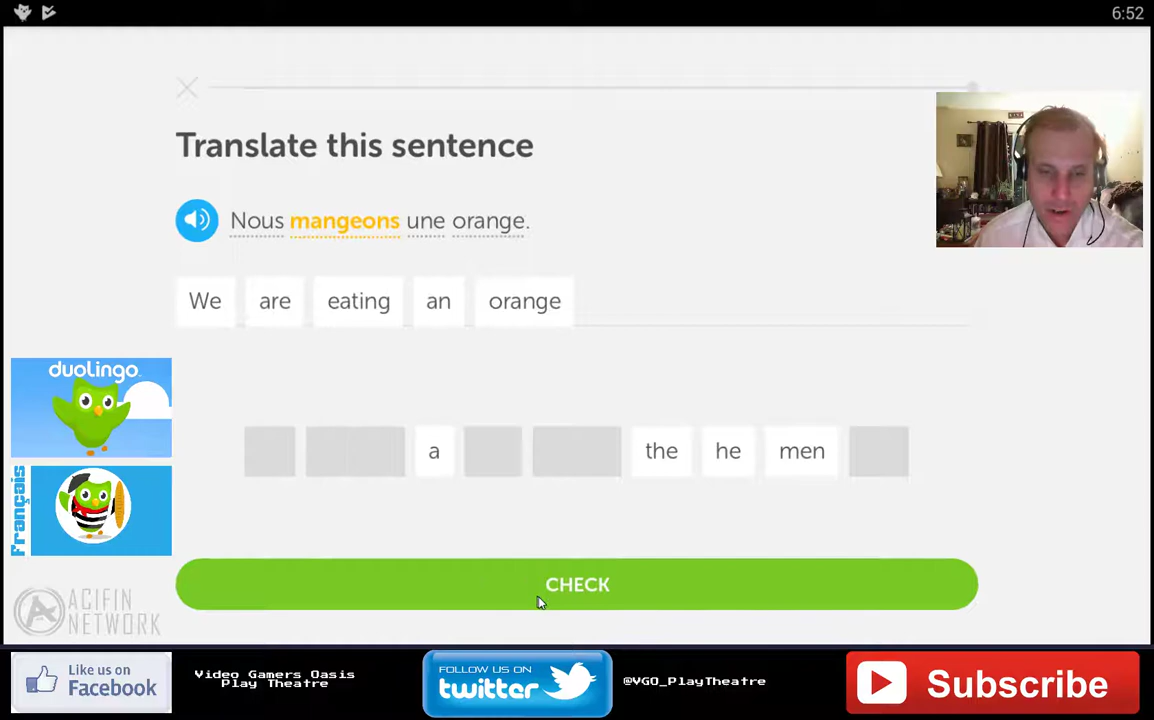 6:52
Translate this sentence
Nous mangeons une orange.
We are eating an orange
duolingo
a the he men
Français
CHECK
ACIFIN
NETWORK
Like us on
Facebook
Video Gamers Oasis
Play Theatre
FOLLOW US ON
twitter
@VGO_PlayTheatre
Subscribe